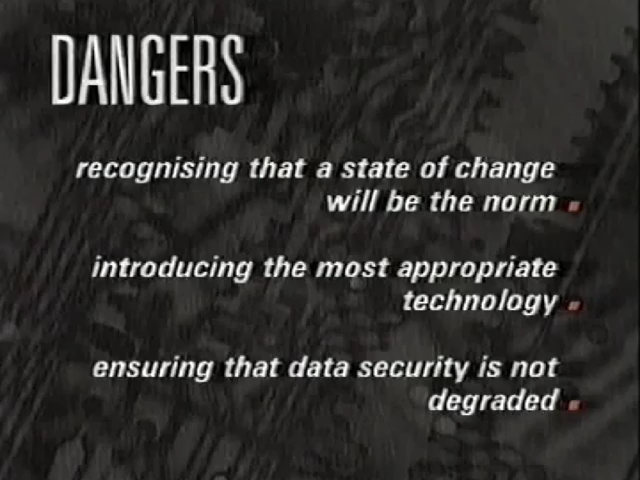 DANGERS
recognising that a state of change
will be the norm
introducing the most appropriate
technology
ensuring that data security is not
degraded